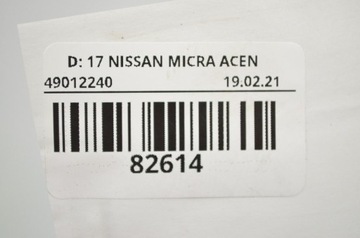 D: 17 NISSAN MICRA ACEN
49012240 19.02.21
82614